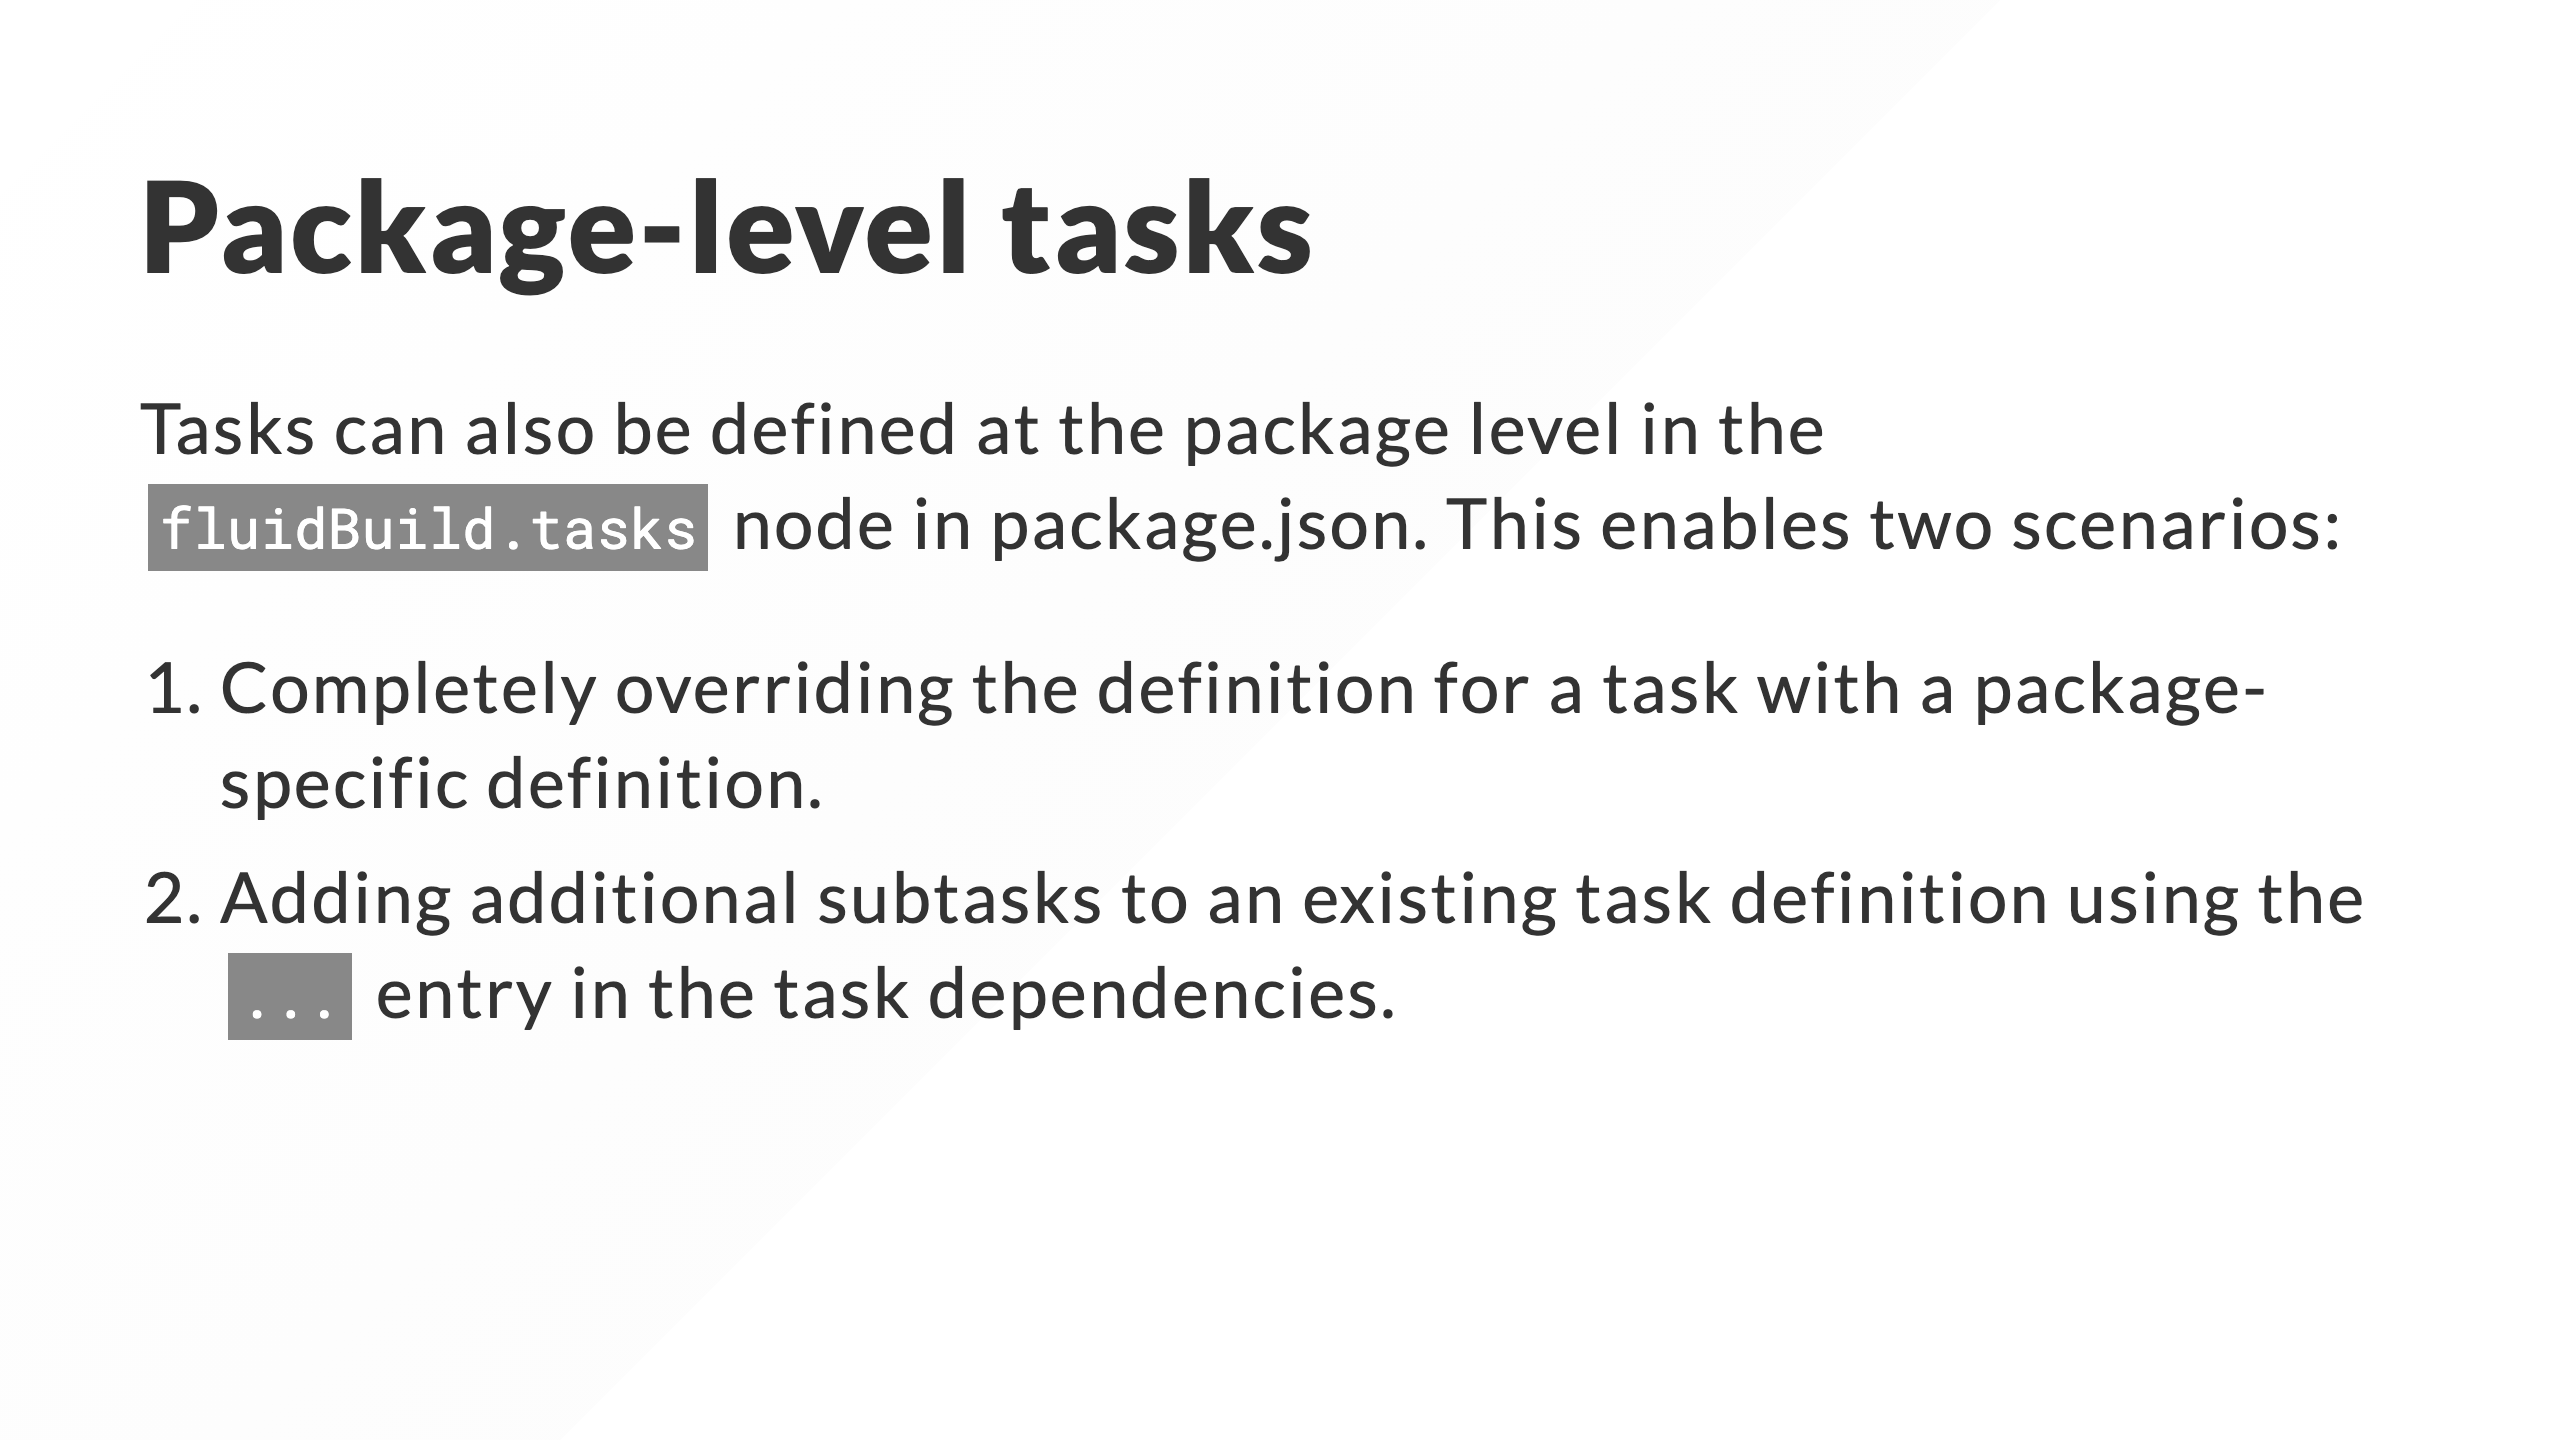 Package-level tasks
Tasks can also be defined at the package level in the
fluidBuild.tasks node in package.json. This enables two scenarios:
1. Completely overriding the definition for a task with a package-
specific definition.
2. Adding additional subtasks to an existing task definition using the
... entry in the task dependencies.